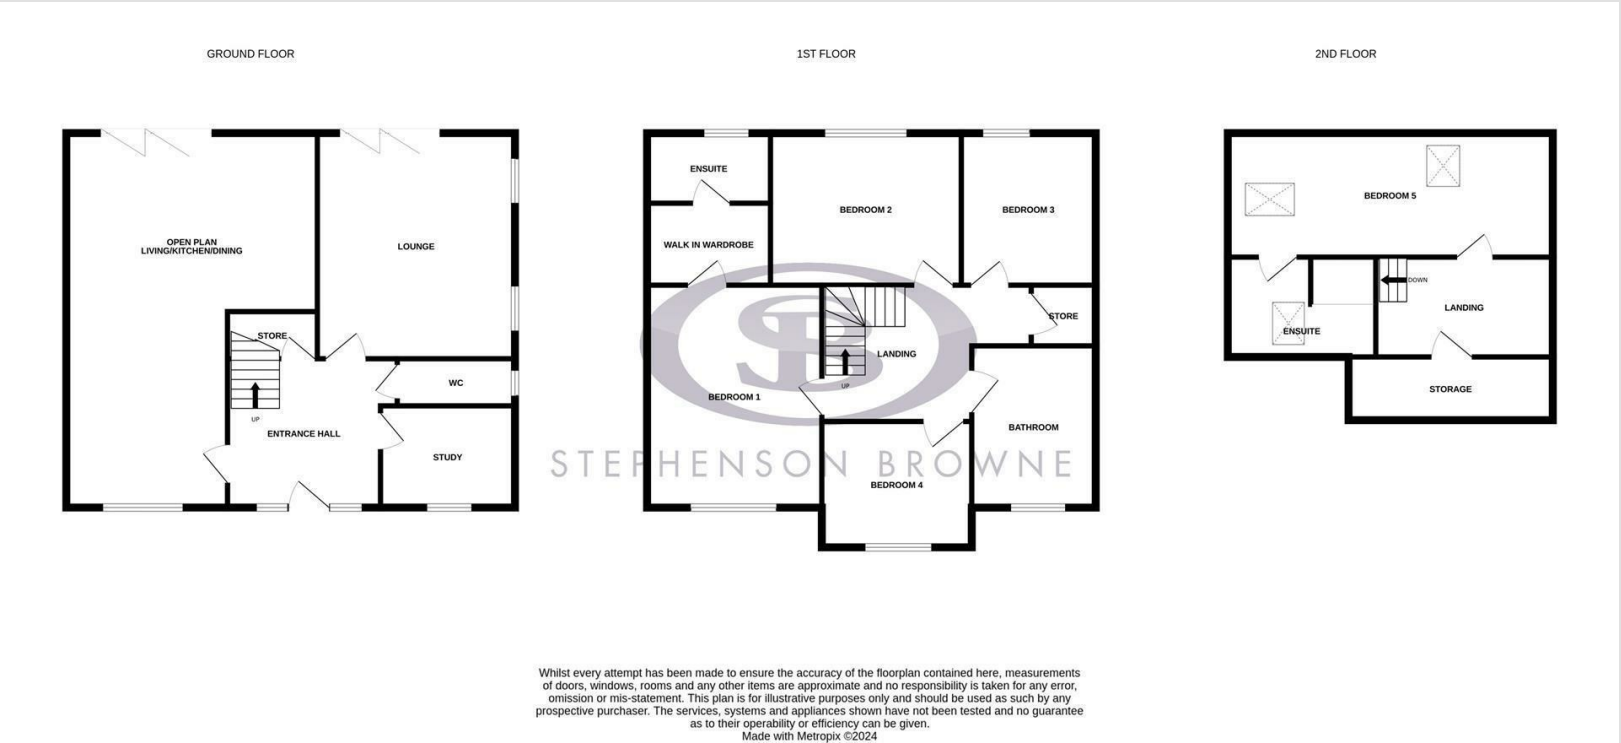 GROUND FLOOR
OPEN PLAN
LIVING/KITCHEN/DINING
LOUNGE
STORE
WC
UP
ENTRANCE HALL
STUDY
1ST FLOOR
ENSUITE
BEDROOM 2
BEDROOM 3
WALK IN WARDROBE
STORE
LANDING
UP
BEDROOM 1
BATHROOM
BEDROOM 4
SB
STEPHENSON BROWNE
2ND FLOOR
BEDROOM 5
DOWN
LANDING
ENSUITE
STORAGE
Whilst every attempt has been made to ensure the accuracy of the floorplan contained here, measurements
of doors, windows, rooms and any other items are approximate and no responsibility is taken for any error,
omission or mis-statement. This plan is for illustrative purposes only and should be used as such by any
prospective purchaser. The services, systems and appliances shown have not been tested and no guarantee
as to their operability or efficiency can be given.
Made with Metropix ©2024